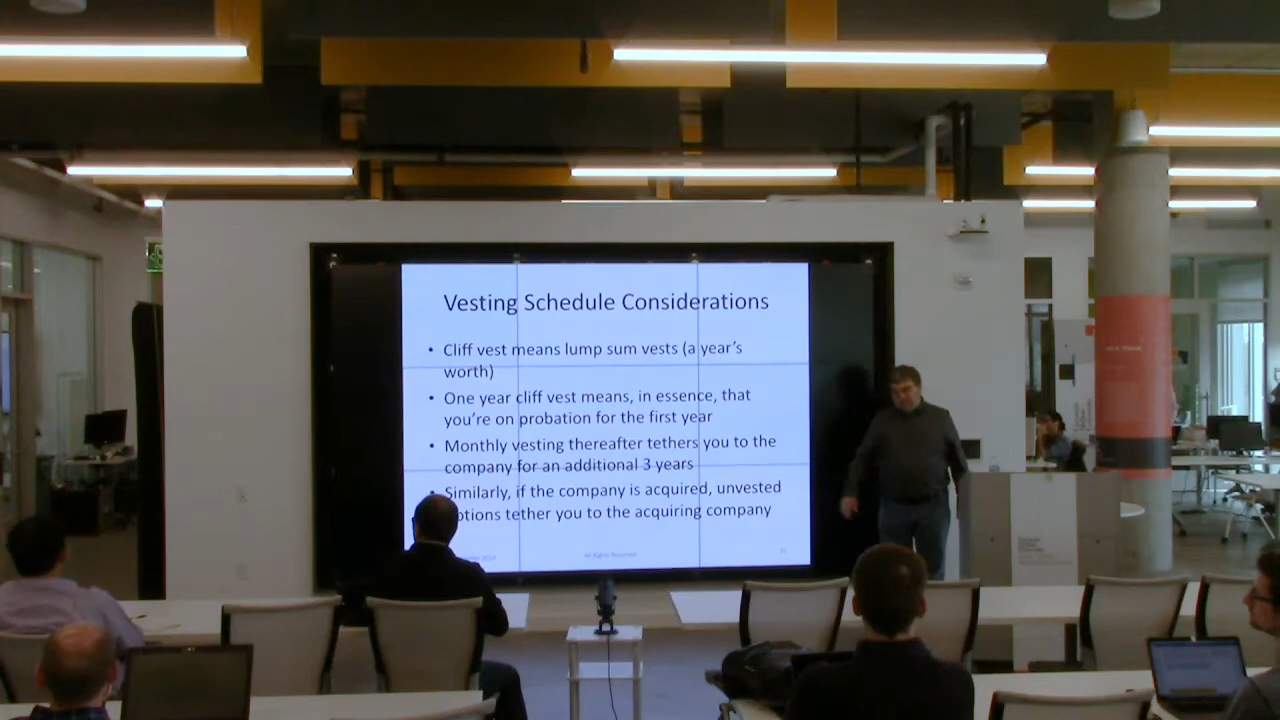 Vesting Schedule Considerations
• Cliff vest means lump sum vests (a year's
worth)
• One year cliff vest means, in essence, that
you're on probation for the first year
• Monthly vesting thereafter tethers you to the
company for an additional 3 years
• Similarly, if the company is acquired, unvested
options tether you to the acquiring company
All Rights Reserved